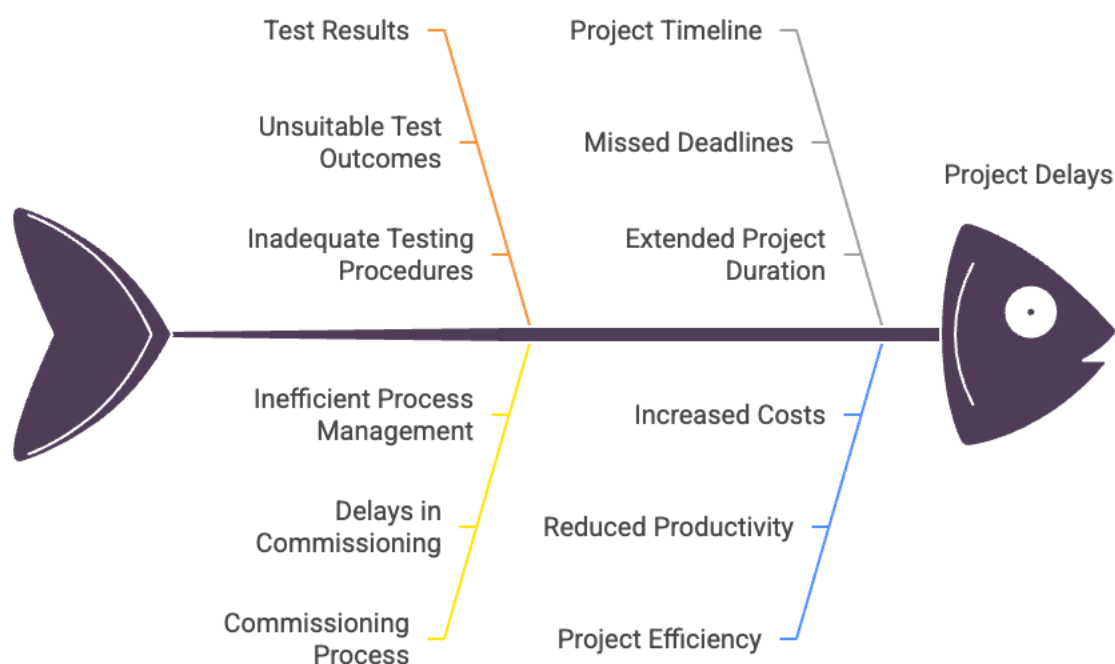 Test Results
Unsuitable Test
Outcomes
Inadequate Testing
Procedures
Project Timeline
Missed Deadlines
Extended Project
Duration
Project Delays
Inefficient Process
Management
Delays in
Commissioning
Commissioning
Process
Increased Costs
Reduced Productivity
Project Efficiency